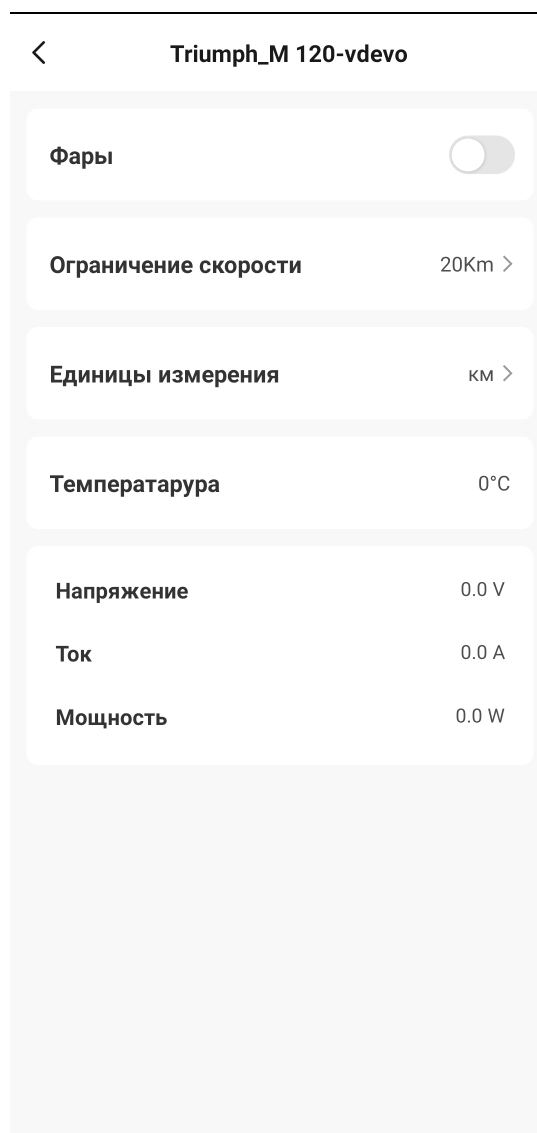 Triumph_M 120-vdevo
Фары
Ограничение скорости 20Km
Единицы измерения км
Температарура 0°C
Напряжение 0.0 V
Ток 0.0 A
Мощность 0.0 W